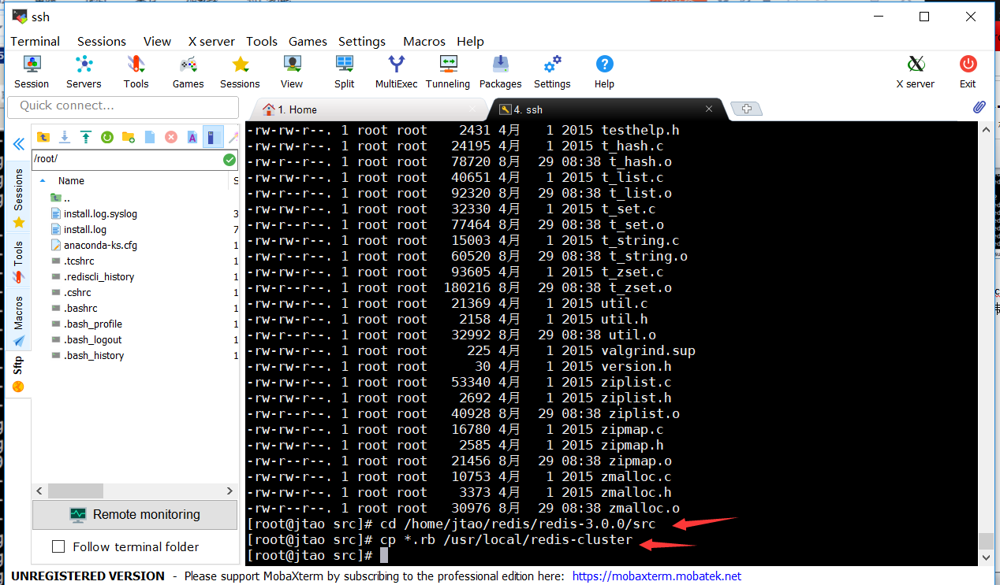 ssh
Terminal Sessions View X server Tools Games Settings Macros Help
Session Servers Tools Games Sessions View Split MultiExec Tunneling Packages Settings Help X server Exit
Quick connect...
1. Home
4. ssh
/root/
Name S
..
install.log.syslog 3
install.log 7
anaconda-ks.cfg 1
.tcshrc 1
.rediscli_history 1
.cshrc 1
.bashrc 1
.bash_profile 1
.bash_logout 1
.bash_history 1
Sessions
Tools
Macros
Sftp
Remote monitoring
Follow terminal folder
-rw-rw-r--. 1 root root 2431 4月 1 2015 testhelp.h
-rw-rw-r--. 1 root root 24195 4月 1 2015 t_hash.c
-rw-r--r--. 1 root root 78720 8月 29 08:38 t_hash.o
-rw-rw-r--. 1 root root 40651 4月 1 2015 t_list.c
-rw-r--r--. 1 root root 92320 8月 29 08:38 t_list.o
-rw-rw-r--. 1 root root 32330 4月 1 2015 t_set.c
-rw-r--r--. 1 root root 77464 8月 29 08:38 t_set.o
-rw-rw-r--. 1 root root 15003 4月 1 2015 t_string.c
-rw-r--r--. 1 root root 60520 8月 29 08:38 t_string.o
-rw-rw-r--. 1 root root 93605 4月 1 2015 t_zset.c
-rw-r--r--. 1 root root 180216 8月 29 08:38 t_zset.o
-rw-rw-r--. 1 root root 21369 4月 1 2015 util.c
-rw-rw-r--. 1 root root 2158 4月 1 2015 util.h
-rw-r--r--. 1 root root 32992 8月 29 08:38 util.o
-rw-rw-r--. 1 root root 225 4月 1 2015 valgrind.sup
-rw-rw-r--. 1 root root 30 4月 1 2015 version.h
-rw-rw-r--. 1 root root 53340 4月 1 2015 ziplist.c
-rw-rw-r--. 1 root root 2692 4月 1 2015 ziplist.h
-rw-r--r--. 1 root root 40928 8月 29 08:38 ziplist.o
-rw-rw-r--. 1 root root 16780 4月 1 2015 zipmap.c
-rw-rw-r--. 1 root root 2585 4月 1 2015 zipmap.h
-rw-r--r--. 1 root root 21456 8月 29 08:38 zipmap.o
-rw-rw-r--. 1 root root 10753 4月 1 2015 zmalloc.c
-rw-rw-r--. 1 root root 3373 4月 1 2015 zmalloc.h
-rw-r--r--. 1 root root 30976 8月 29 08:38 zmalloc.o
[root@jtao src]# cd /home/jtao/redis/redis-3.0.0/src
[root@jtao src]# cp *.rb /usr/local/redis-cluster
[root@jtao src]#
UNREGISTERED VERSION - Please support MobaXterm by subscribing to the professional edition here: https://mobaxterm.mobatek.net